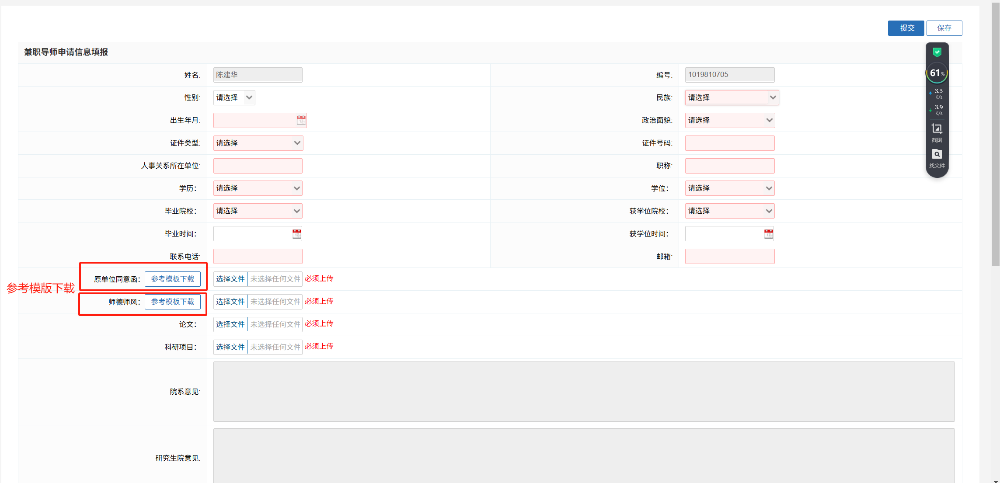 提交 保存
兼职导师申请信息填报
姓名: 陈建华 编号: 1019810705
61%
性别: 请选择 民族: 请选择
3.3
K/s
3.9
K/s
出生年月: 政治面貌: 请选择
证件类型: 请选择 证件号码:
截图
人事关系所在单位: 职称:
找文件
学历: 请选择 学位: 请选择
毕业院校: 请选择 获学位院校: 请选择
毕业时间: 获学位时间:
联系电话: 邮箱:
原单位同意函: 参考模板下载 选择文件 未选择任何文件 必须上传
参考模版下载
师德师风: 参考模板下载 选择文件 未选择任何文件 必须上传
论文: 选择文件 未选择任何文件 必须上传
科研项目: 选择文件 未选择任何文件 必须上传
院系意见:
研究生院意见: